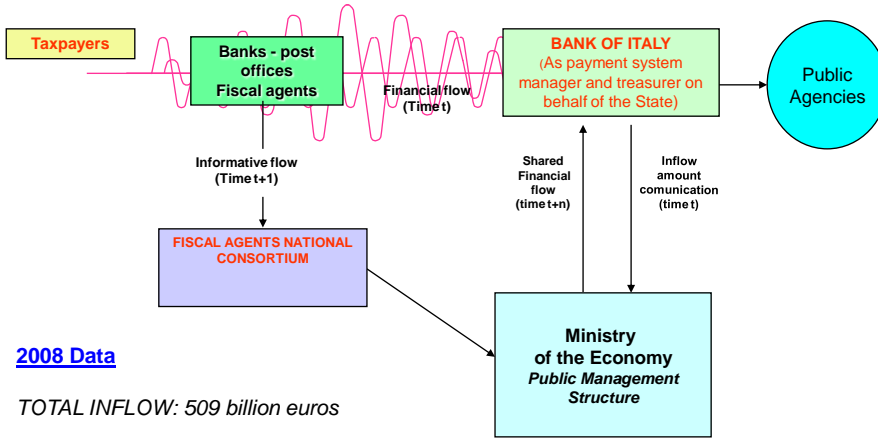 Taxpayers
Banks - post
offices
Fiscal agents
BANK OF ITALY
(As payment system
manager and treasurer on
behalf of the State)
Public
Agencies
Financial flow
(Time t)
Informative flow
(Time t+1)
Shared
Financial
flow
(time t+n)
Inflow
amount
comunication
(time t)
FISCAL AGENTS NATIONAL
CONSORTIUM
Ministry
of the Economy
Public Management
Structure
2008 Data
TOTAL INFLOW: 509 billion euros